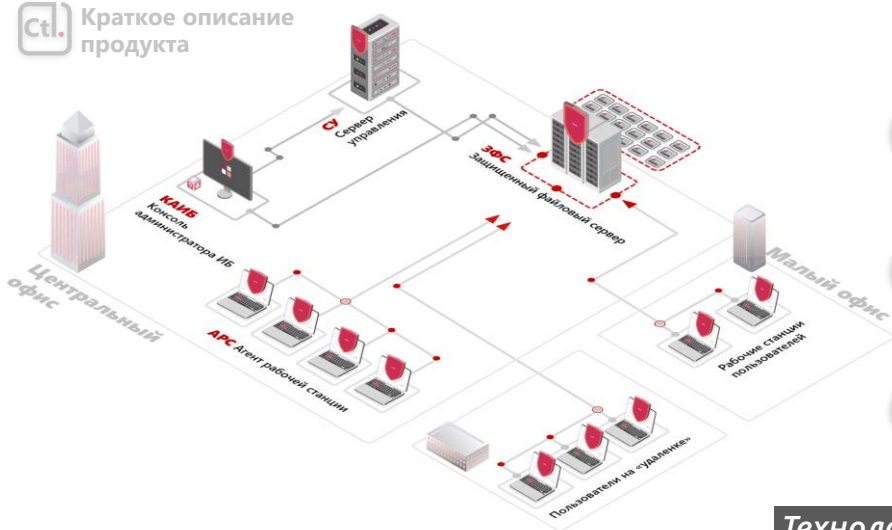 Ctl.
Краткое описание
продукта
СУ
Сервер
управления
ЗФС
Защищенный файловый сервер
КАИБ
Консоль
администратора ИБ
Центральный
офис
Малый офис
АРС Агент рабочей станции
Рабочие станции
пользователей
Пользователи на «удаленке»